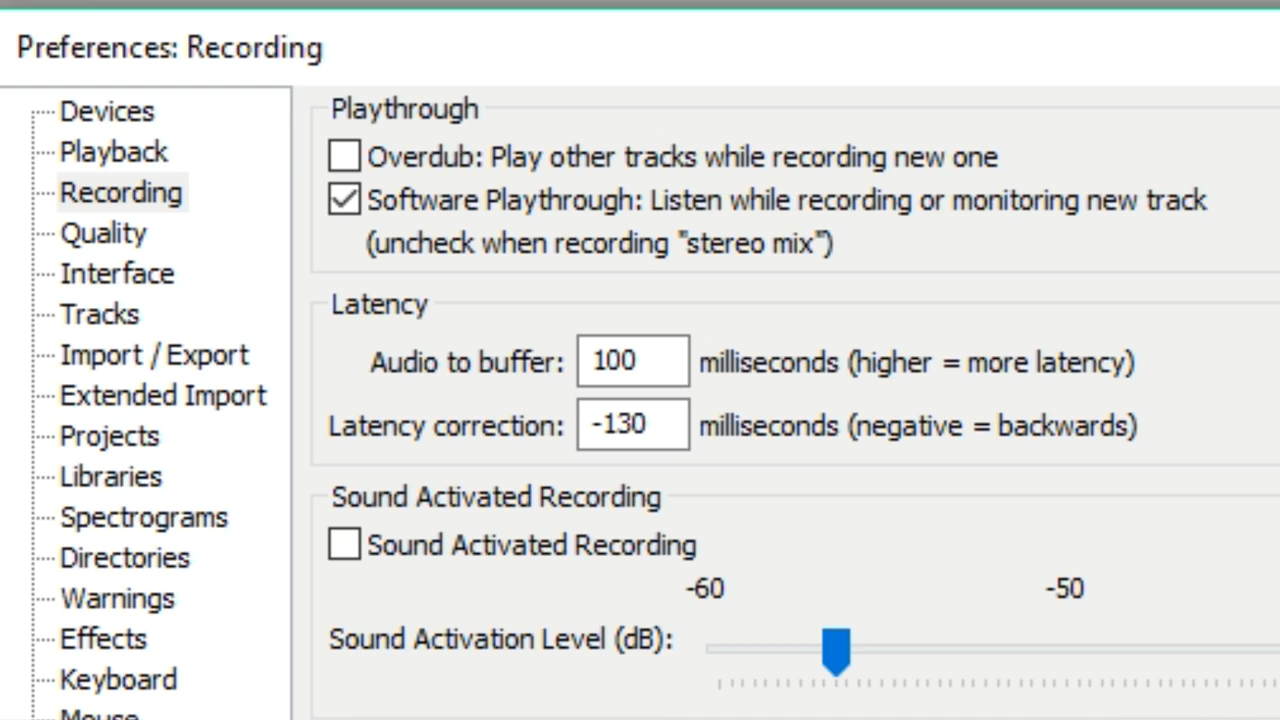 Preferences: Recording
Devices
Playback
Recording
Quality
Interface
Tracks
Import / Export
Extended Import
Projects
Libraries
Spectrograms
Directories
Warnings
Effects
Keyboard
Mouse
Playthrough
Overdub: Play other tracks while recording new one
Software Playthrough: Listen while recording or monitoring new track
(uncheck when recording "stereo mix")
Latency
Audio to buffer: 100 milliseconds (higher = more latency)
Latency correction: -130 milliseconds (negative = backwards)
Sound Activated Recording
Sound Activated Recording
-60 -50
Sound Activation Level (dB):